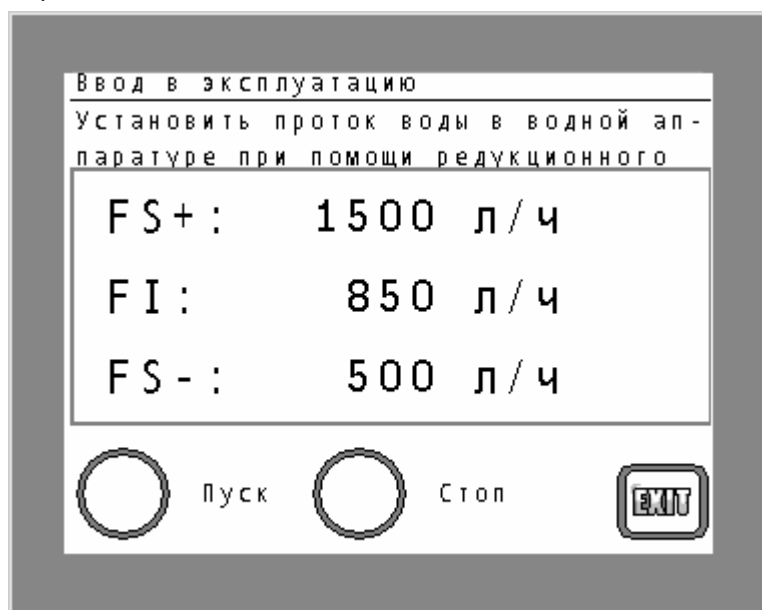 Ввод в эксплуатацию
Установить проток воды в водной ап-
паратуре при помощи редукционного
FS+: 1500 л/ч
FI: 850 л/ч
FS-: 500 л/ч
Пуск Стоп EXIT